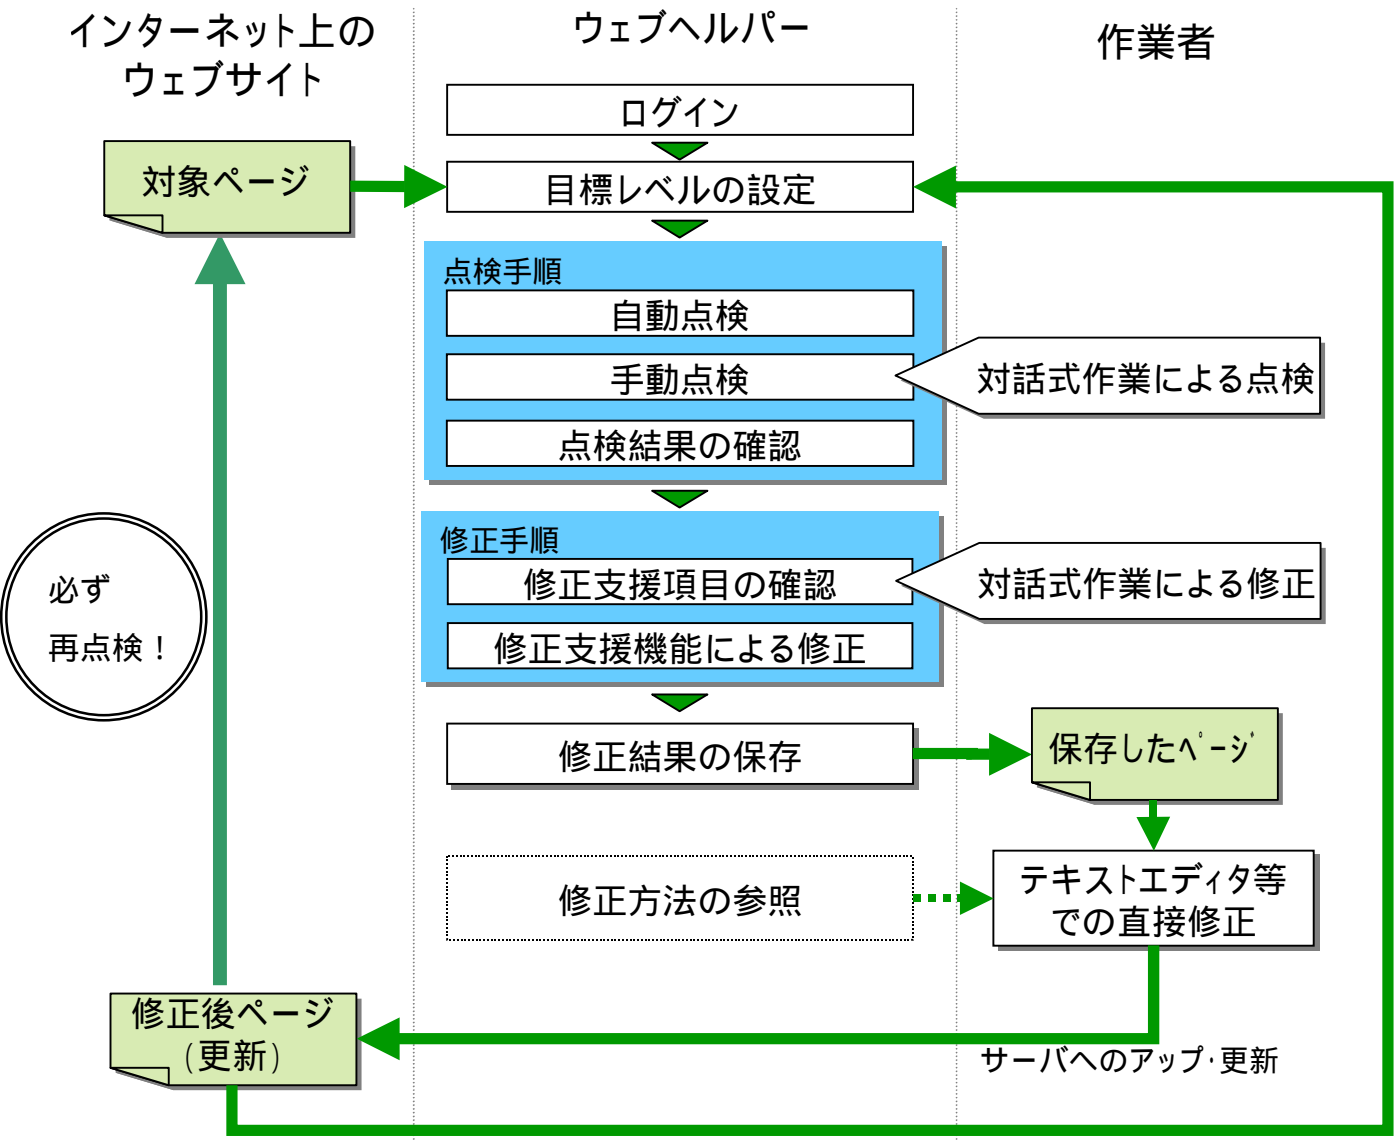 インターネット上の
ウェブサイト
ウェブヘルパー
作業者
ログイン
対象ページ
目標レベルの設定
点検手順
自動点検
手動点検
対話式作業による点検
点検結果の確認
修正手順
修正支援項目の確認
対話式作業による修正
修正支援機能による修正
必ず
再点検！
修正結果の保存
保存したﾍﾟｰｼﾞ
修正方法の参照
テキストエディタ等
での直接修正
修正後ページ
(更新)
サーバへのアップ･更新